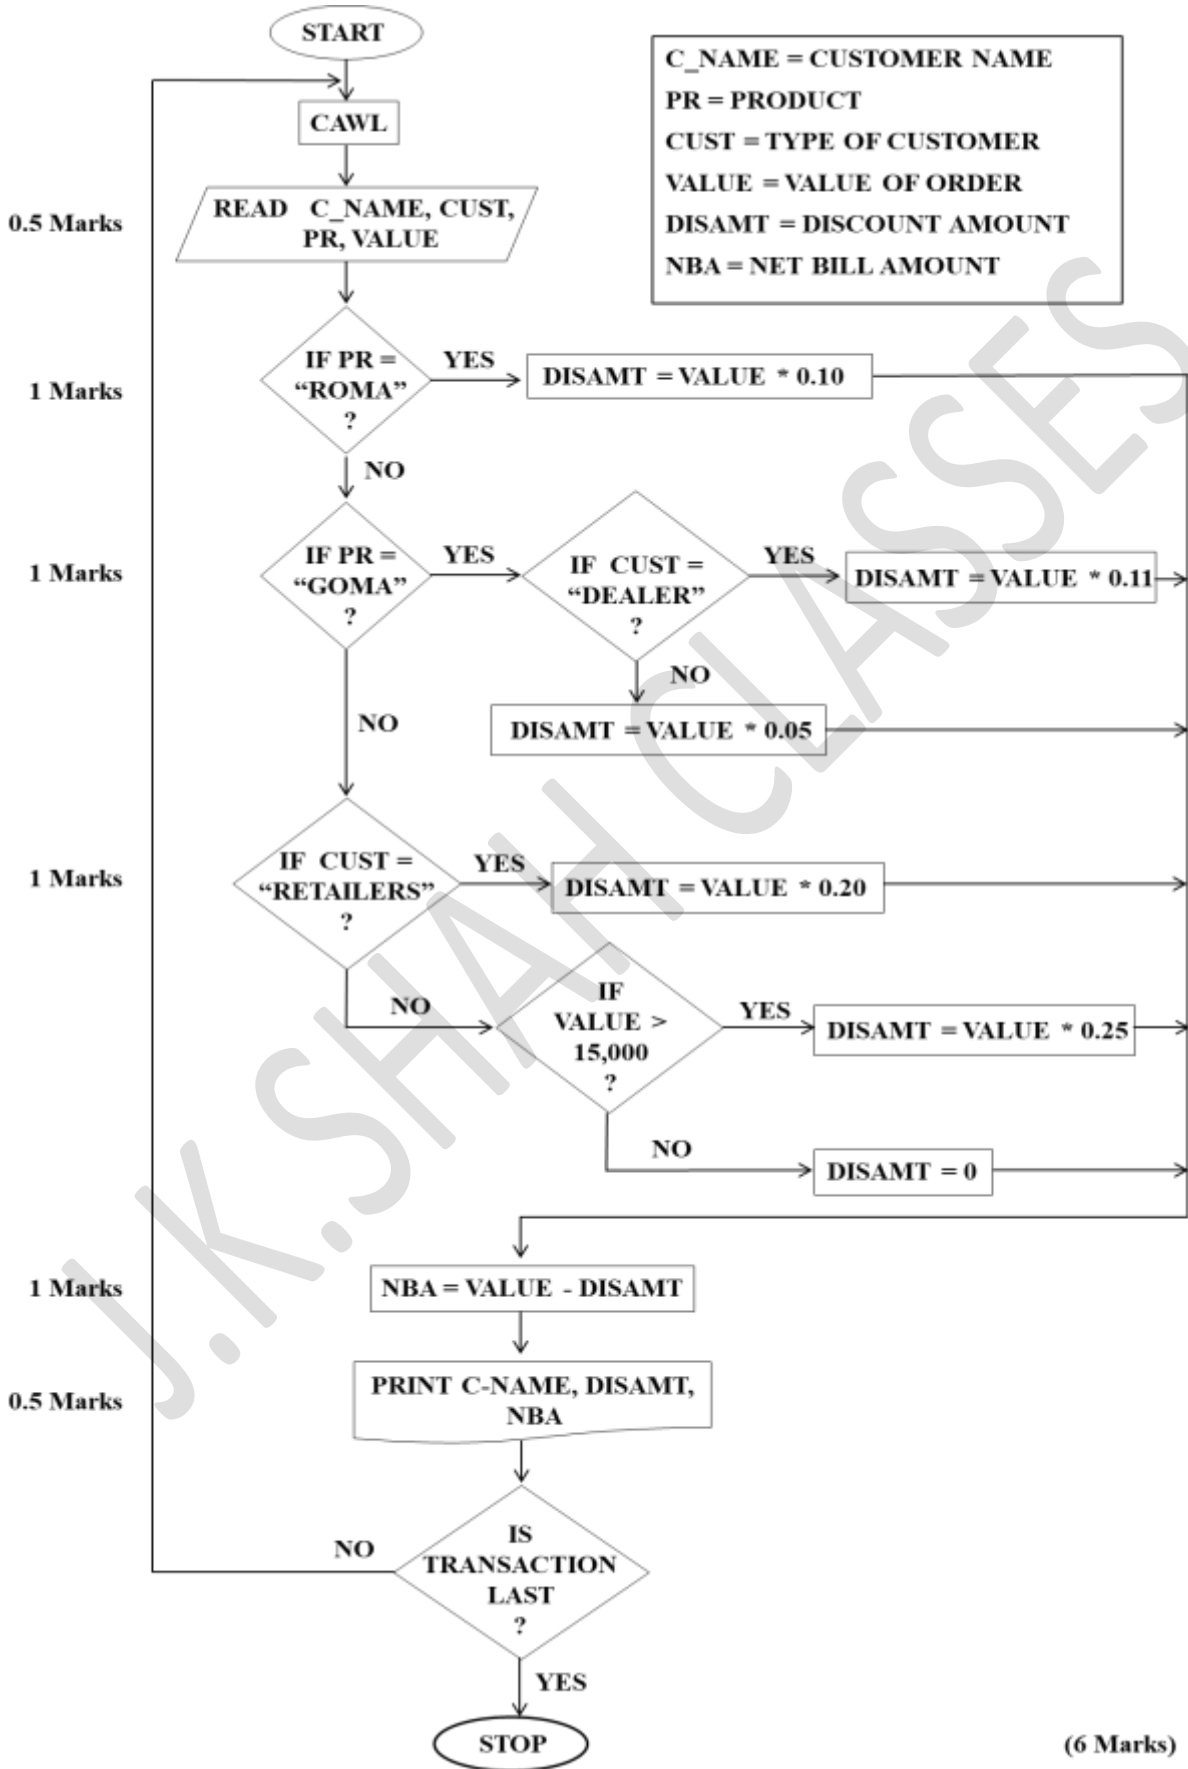 START
C_NAME = CUSTOMER NAME
PR = PRODUCT
CUST = TYPE OF CUSTOMER
VALUE = VALUE OF ORDER
DISAMT = DISCOUNT AMOUNT
NBA = NET BILL AMOUNT
CAWL
0.5 Marks
READ C_NAME, CUST,
PR, VALUE
1 Marks
IF PR =
“ROMA”
?
YES
DISAMT = VALUE * 0.10
NO
1 Marks
IF PR =
“GOMA”
?
YES
IF CUST =
“DEALER”
?
YES
DISAMT = VALUE * 0.11
NO
DISAMT = VALUE * 0.05
NO
1 Marks
IF CUST =
“RETAILERS”
?
YES
DISAMT = VALUE * 0.20
NO
IF
VALUE >
15,000
?
YES
DISAMT = VALUE * 0.25
NO
DISAMT = 0
1 Marks
NBA = VALUE - DISAMT
0.5 Marks
PRINT C-NAME, DISAMT,
NBA
IS
TRANSACTION
LAST
?
NO
YES
STOP
(6 Marks)
J.K.SHAH CLASSES